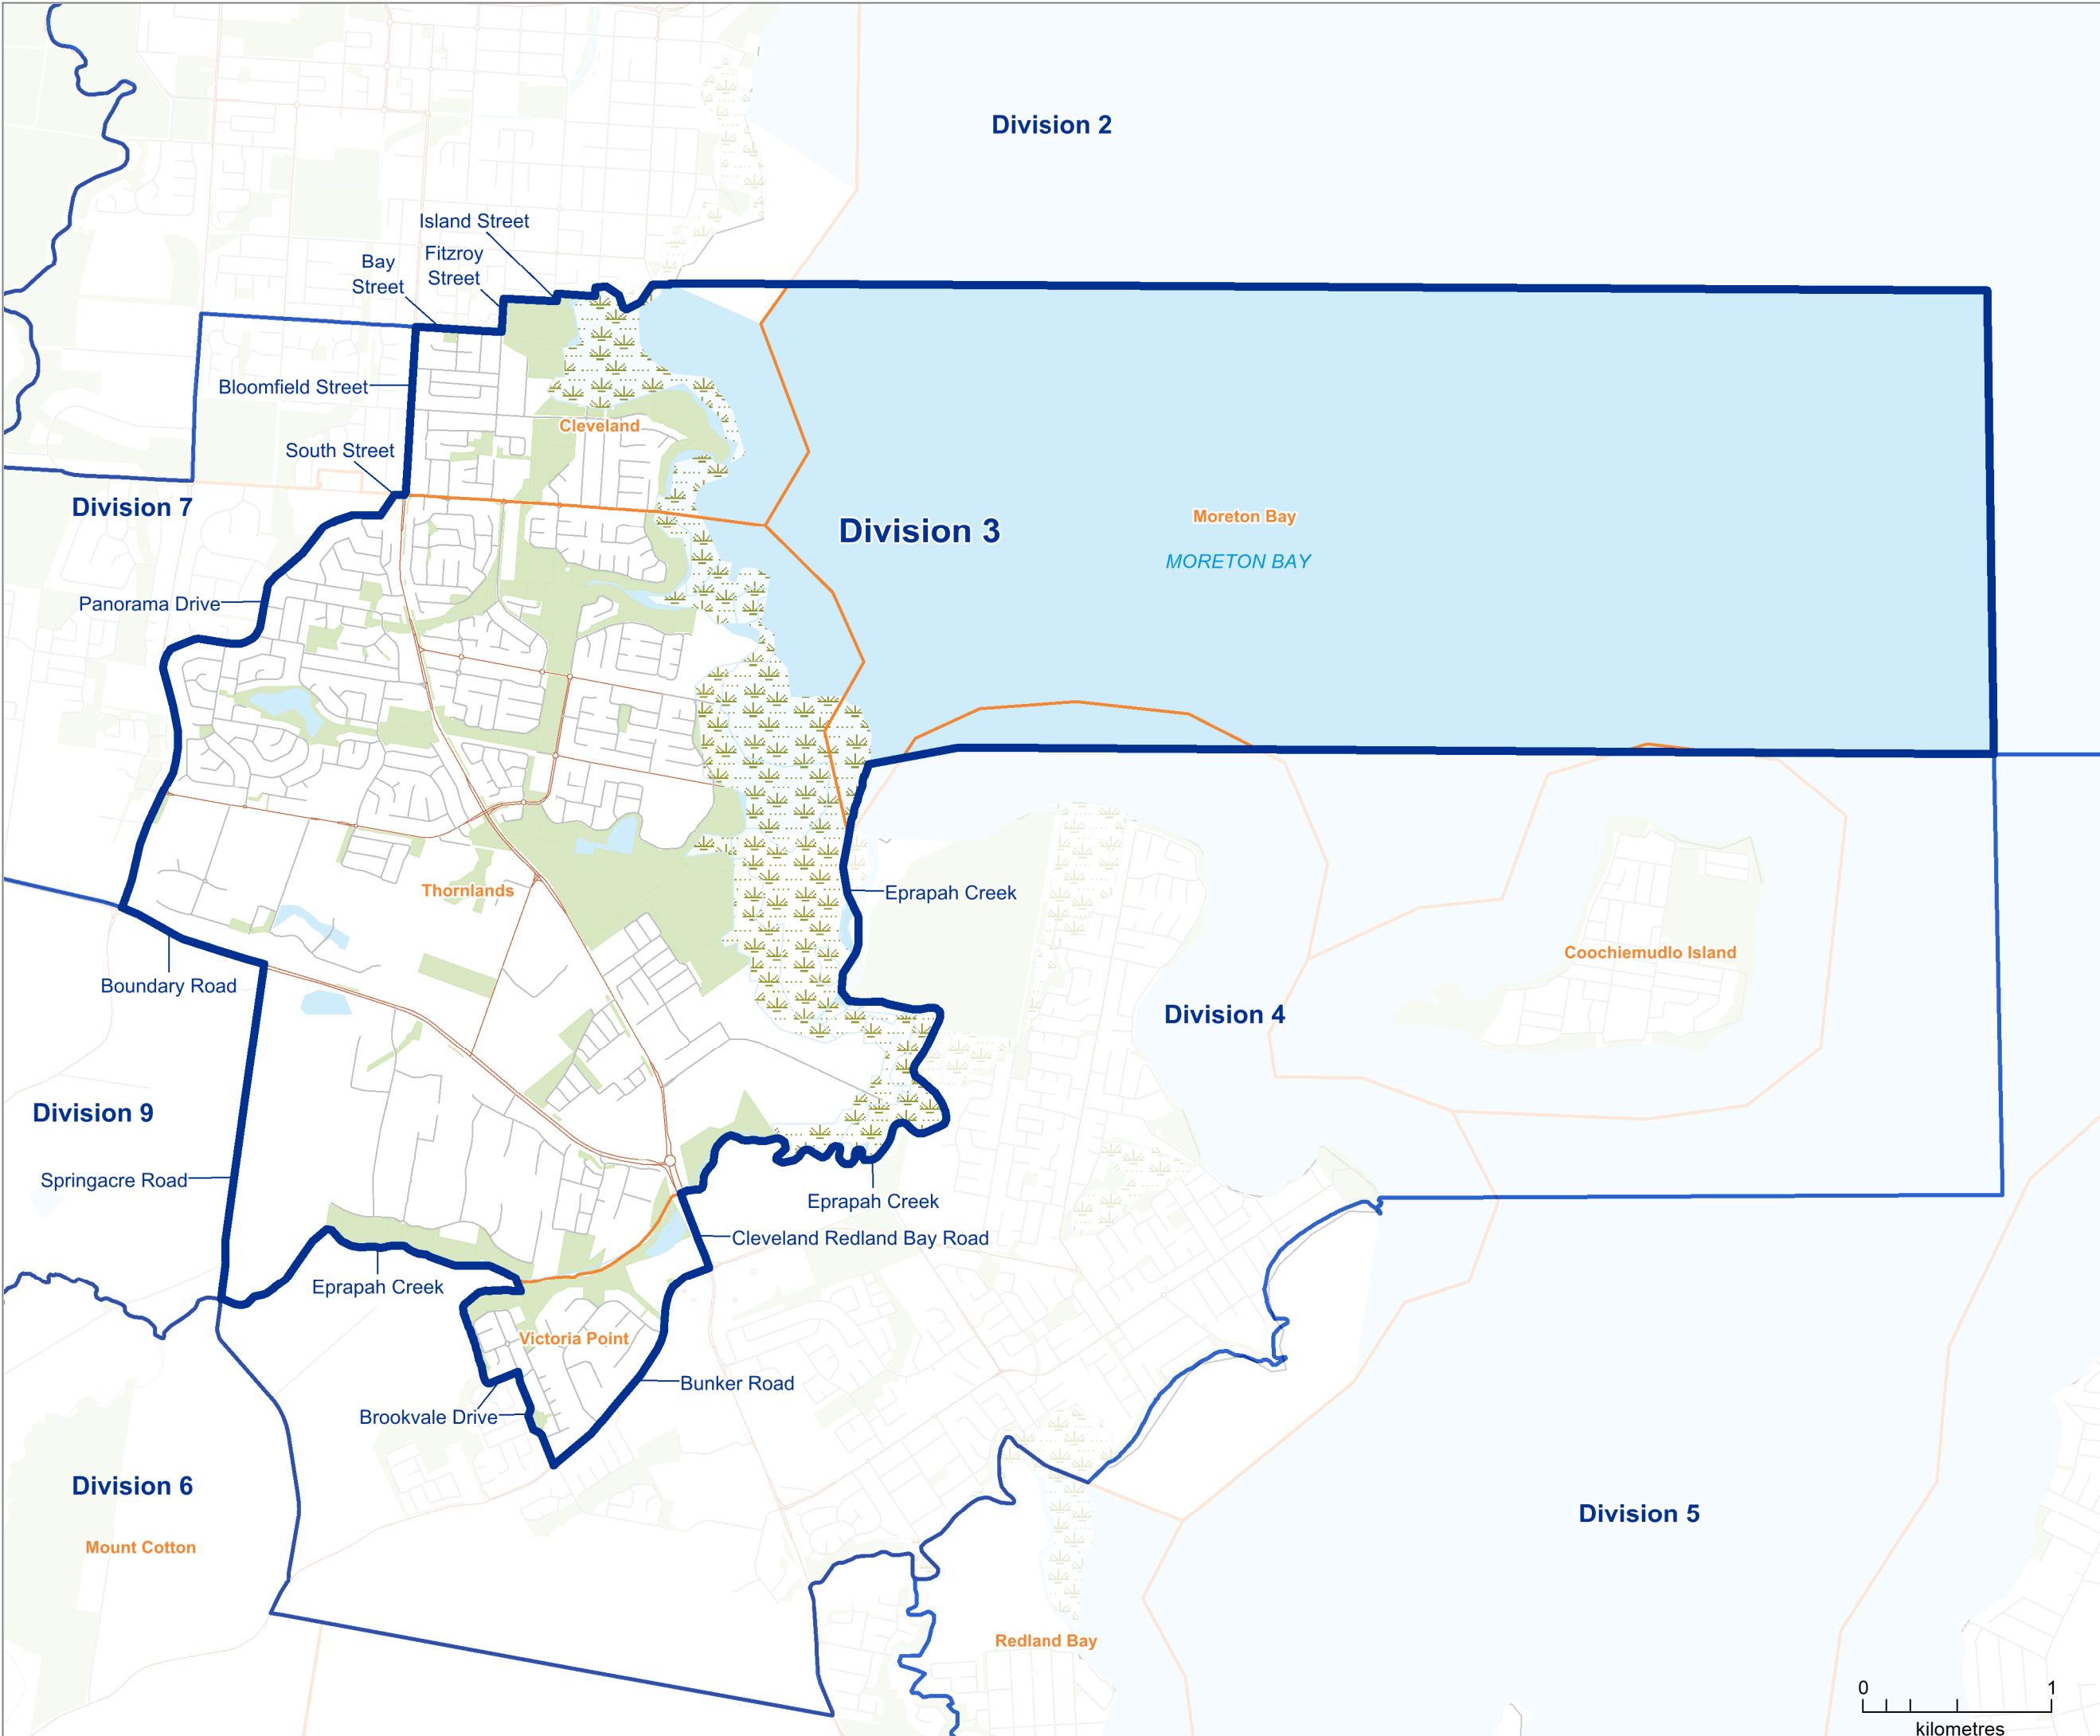 Division 2
Island Street
Fitzroy
Street
Bay
Street
Bloomfield Street
Cleveland
South Street
Division 7
Division 3
Moreton Bay
MORETON BAY
Panorama Drive
Thornlands
Eprapah Creek
Coochiemudlo Island
Boundary Road
Division 4
Division 9
Springacre Road
Eprapah Creek
Cleveland Redland Bay Road
Eprapah Creek
Victoria Point
Bunker Road
Brookvale Drive
Division 6
Division 5
Mount Cotton
Redland Bay
0 1
kilometres